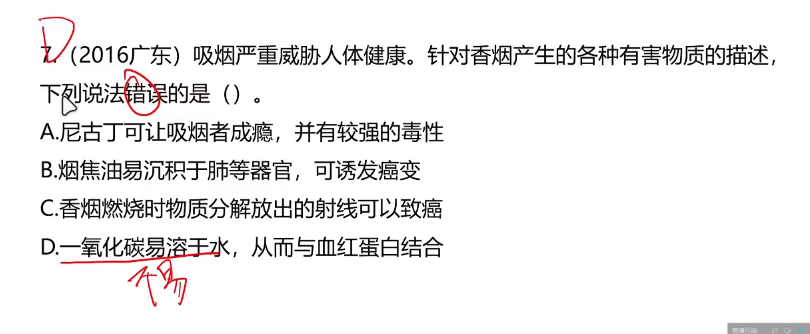 D
7.（2016广东）吸烟严重威胁人体健康。针对香烟产生的各种有害物质的描述，
下列说法错误的是（）。
A.尼古丁可让吸烟者成瘾，并有较强的毒性
B.烟焦油易沉积于肺等器官，可诱发癌变
C.香烟燃烧时物质分解放出的射线可以致癌
D.一氧化碳易溶于水，从而与血红蛋白结合
不易